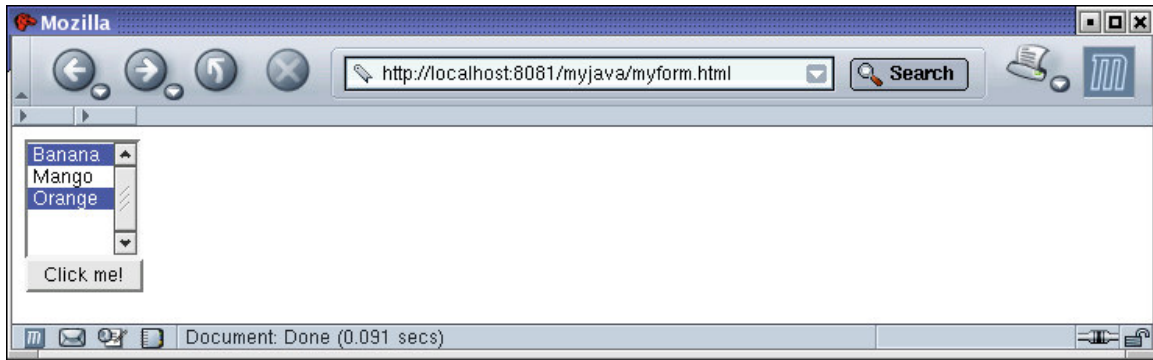 Mozilla
http://localhost:8081/myjava/myform.html
Search
Banana
Mango
Orange
Click me!
Document: Done (0.091 secs)